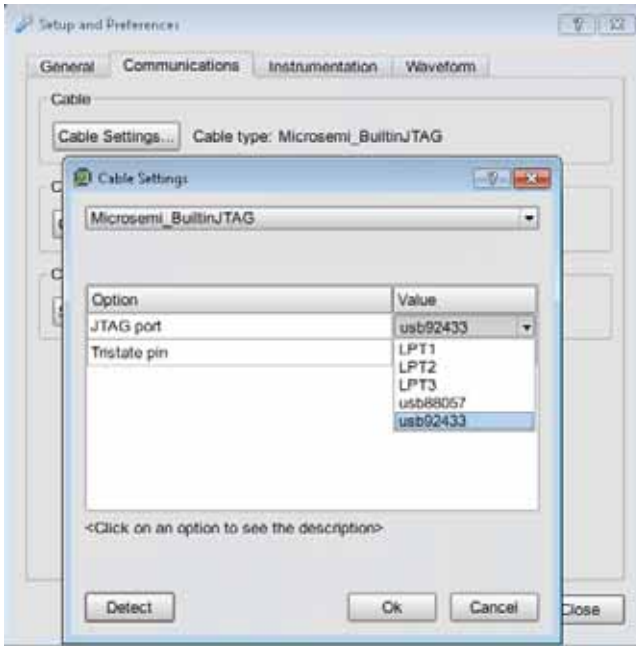 Setup and Preferences
General Communications Instrumentation Waveform
Cable
Cable Settings... Cable type: Microsemi_BuiltinJTAG
C
Cable Settings
Microsemi_BuiltinJTAG
C
Option Value
JTAG port usb92433
Tristate pin
LPT1
LPT2
LPT3
usb88057
usb92433
<Click on an option to see the description>
Detect Ok Cancel Close